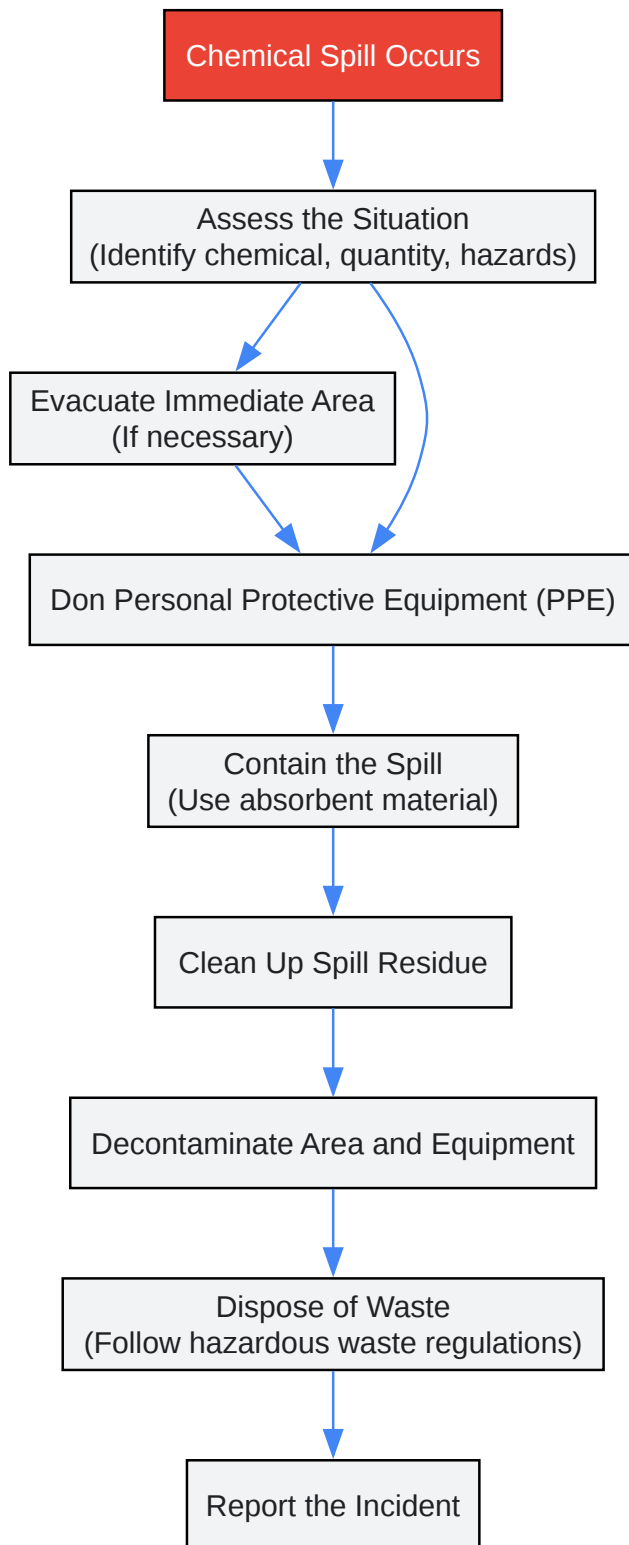 Chemical Spill Occurs
Assess the Situation
(Identify chemical, quantity, hazards)
Evacuate Immediate Area
(If necessary)
Don Personal Protective Equipment (PPE)
Contain the Spill
(Use absorbent material)
Clean Up Spill Residue
Decontaminate Area and Equipment
Dispose of Waste
(Follow hazardous waste regulations)
Report the Incident